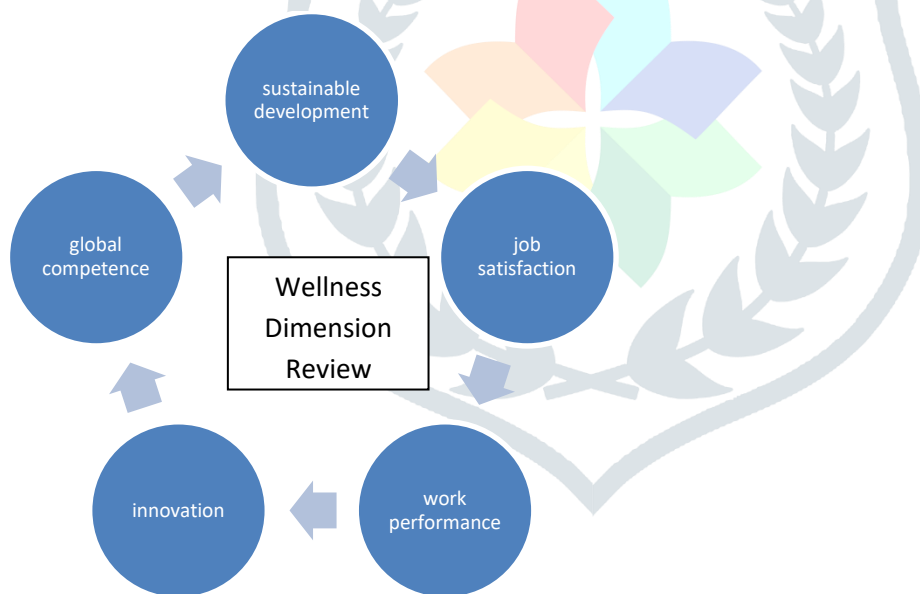 sustainable
development
job
satisfaction
work
performance
innovation
global
competence
Wellness
Dimension
Review